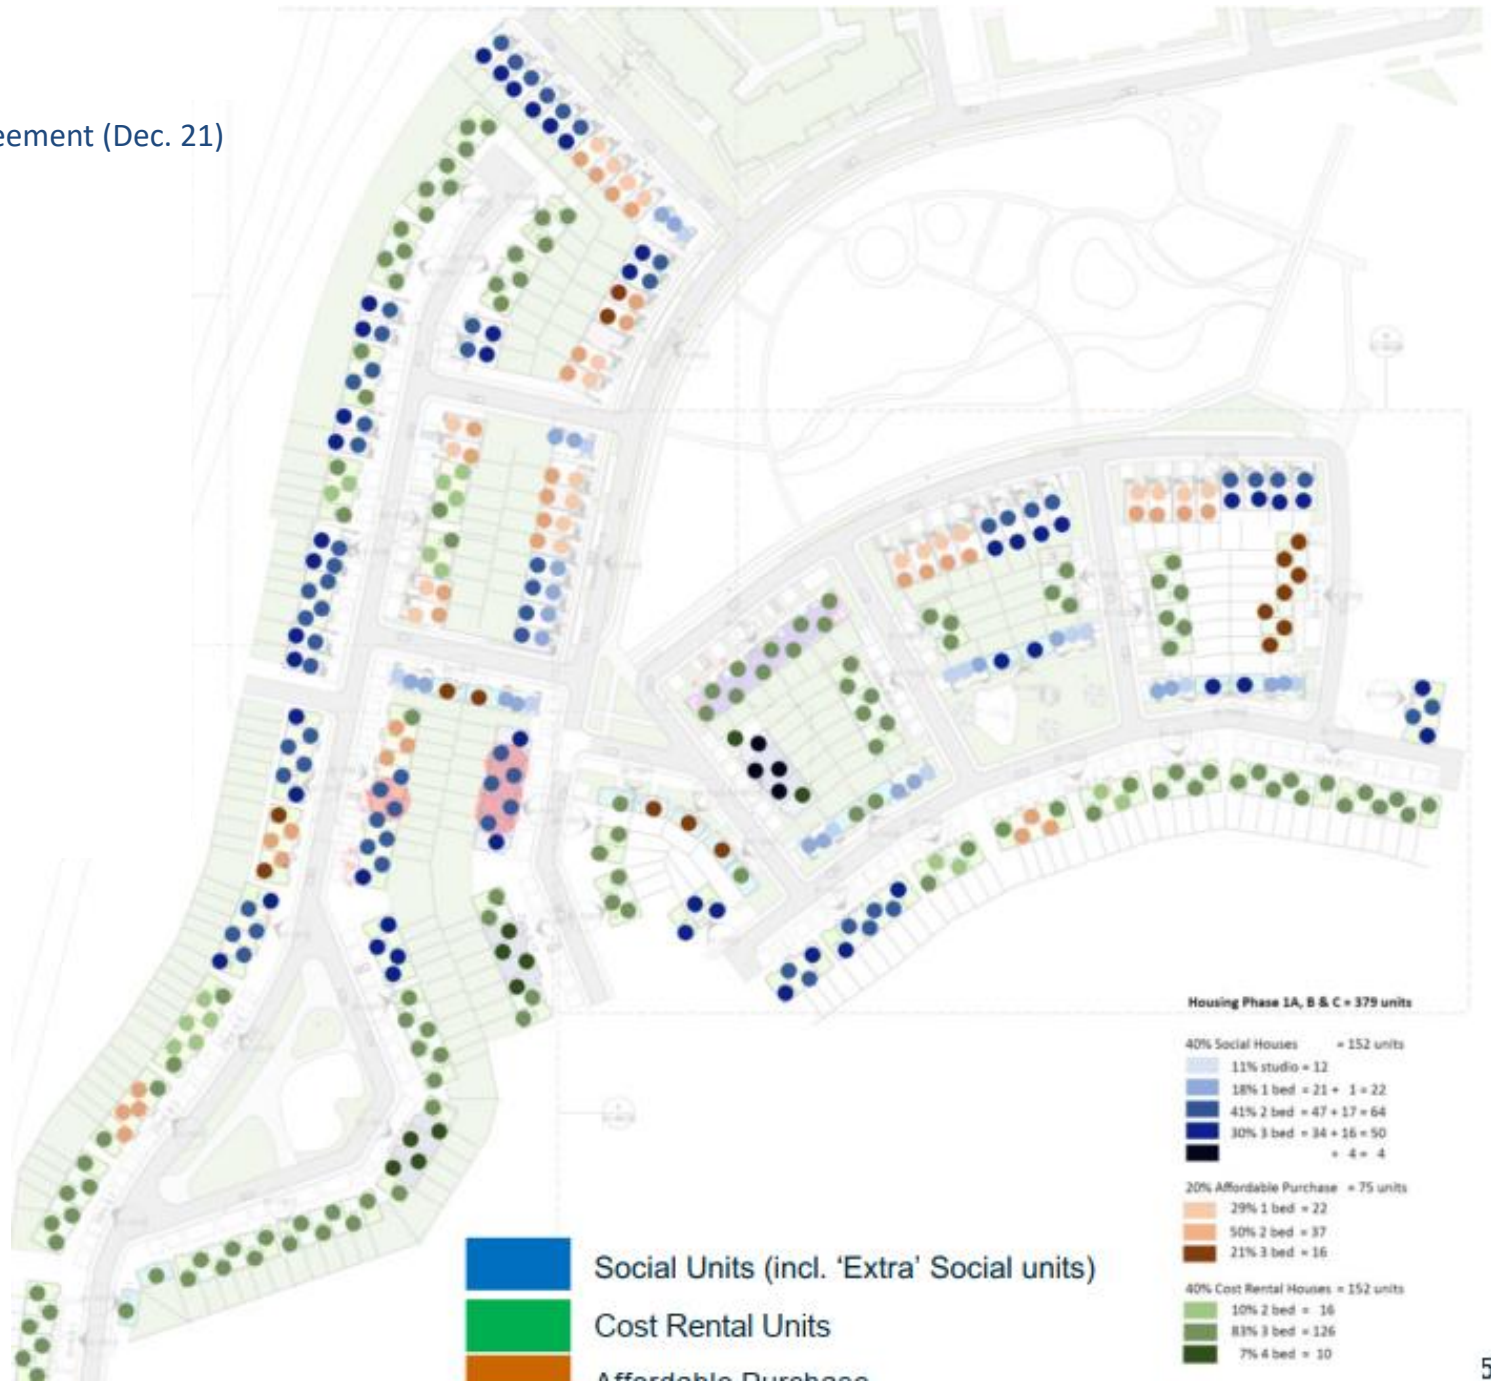 eement (Dec. 21)
Housing Phase 1A, B & C = 379 units
40% Social Houses = 152 units
11% studio = 12
18% 1 bed = 21 + 1 = 22
41% 2 bed = 47 + 17 = 64
30% 3 bed = 34 + 16 = 50
+ 4 = 4
20% Affordable Purchase = 75 units
29% 1 bed = 22
50% 2 bed = 37
21% 3 bed = 16
40% Cost Rental Houses = 152 units
10% 2 bed = 16
83% 3 bed = 126
7% 4 bed = 10
Social Units (incl. 'Extra' Social units)
Cost Rental Units
Affordable Purchase
5